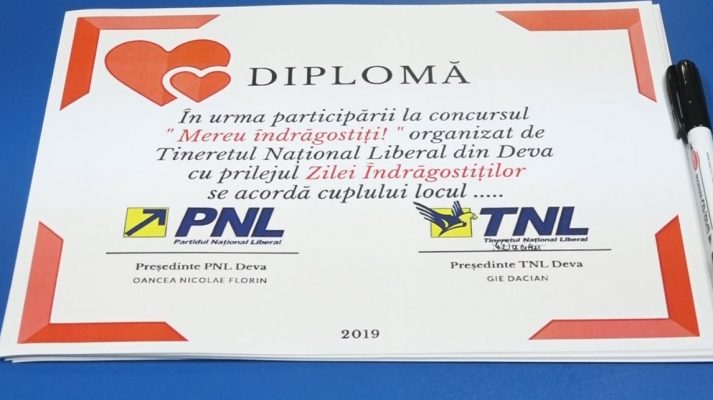 DIPLOMĂ
În urma participării la concursul
" Mereu îndrăgostiți! " organizat de
Tineretul Național Liberal din Deva
cu prilejul Zilei Îndrăgostiților
se acordă cuplului locul .....
PNL
Partidul Național Liberal
TNL
Tineretul Național Liberal
Președinte PNL Deva
OANCEA NICOLAE FLORIN
Președinte TNL Deva
GIE DACIAN
2019